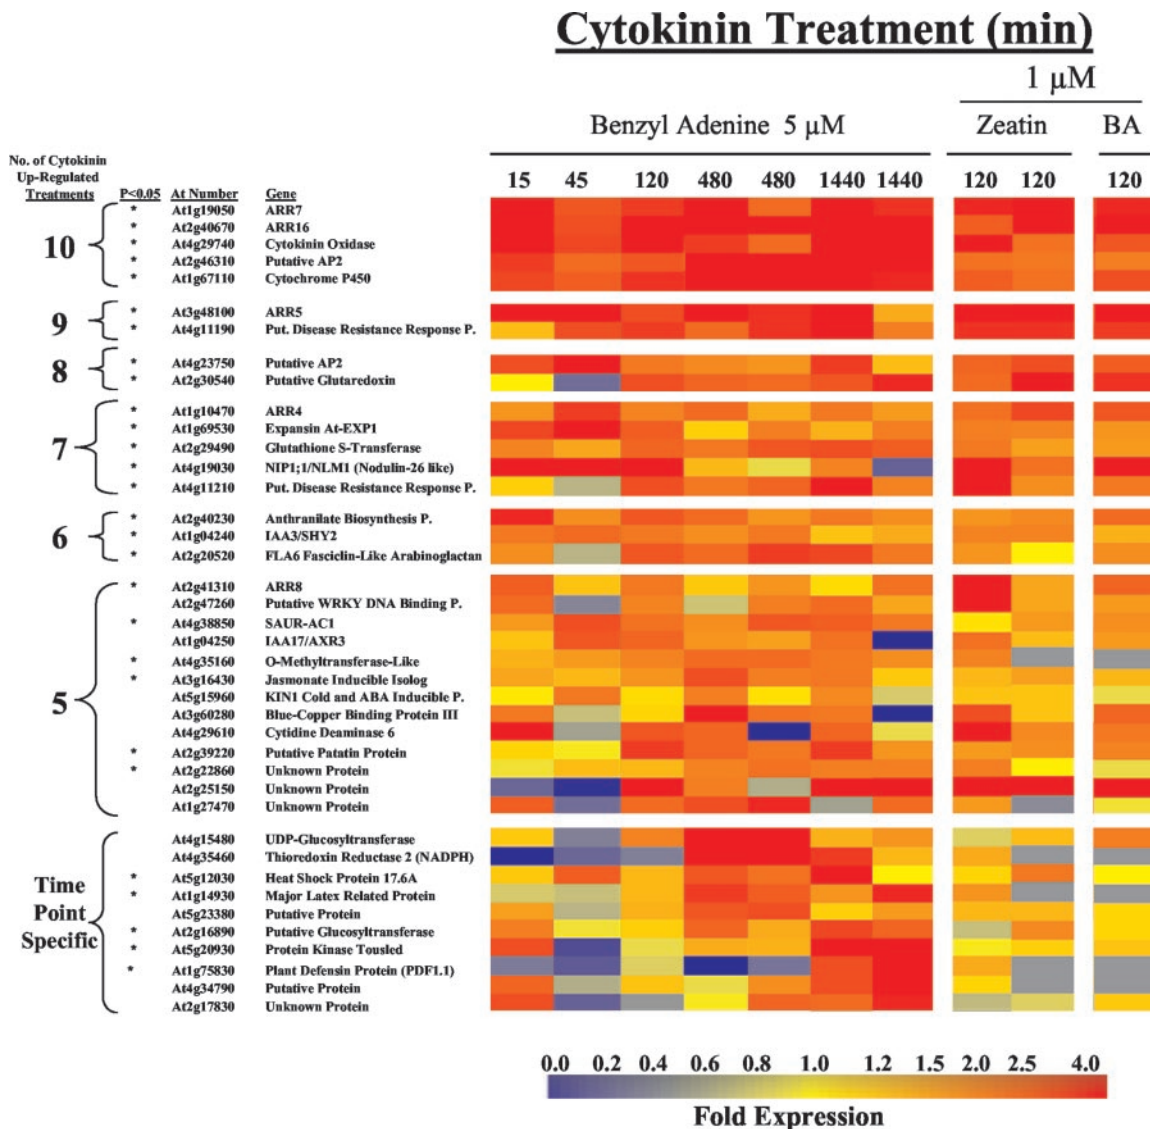 Cytokinin Treatment (min)
1 µM
Benzyl Adenine 5 µM Zeatin BA
No. of Cytokinin
Up-Regulated
Treatments P<0.05 At Number Gene
15 45 120 480 480 1440 1440 120 120 120
10
* At1g19050 ARR7
* At2g40670 ARR16
* At4g29740 Cytokinin Oxidase
* At2g46310 Putative AP2
* At1g67110 Cytochrome P450
9
* At3g48100 ARR5
* At4g11190 Put. Disease Resistance Response P.
8
* At4g23750 Putative AP2
* At2g30540 Putative Glutaredoxin
7
* At1g10470 ARR4
* At1g69530 Expansin At-EXP1
* At2g29490 Glutathione S-Transferase
* At4g19030 NIP1;1/NLM1 (Nodulin-26 like)
* At4g11210 Put. Disease Resistance Response P.
6
* At2g40230 Anthranilate Biosynthesis P.
* At1g04240 IAA3/SHY2
* At2g20520 FLA6 Fasciclin-Like Arabinoglactan
5
* At2g41310 ARR8
At2g47260 Putative WRKY DNA Binding P.
* At4g38850 SAUR-AC1
At1g04250 IAA17/AXR3
* At4g35160 O-Methyltransferase-Like
* At3g16430 Jasmonate Inducible Isolog
At5g15960 KIN1 Cold and ABA Inducible P.
At3g60280 Blue-Copper Binding Protein III
At4g29610 Cytidine Deaminase 6
* At2g39220 Putative Patatin Protein
* At2g22860 Unknown Protein
At2g25150 Unknown Protein
At1g27470 Unknown Protein
Time
Point
Specific
At4g15480 UDP-Glucosyltransferase
At4g35460 Thioredoxin Reductase 2 (NADPH)
* At5g12030 Heat Shock Protein 17.6A
* At1g14930 Major Latex Related Protein
At5g23380 Putative Protein
* At2g16890 Putative Glucosyltransferase
* At5g20930 Protein Kinase Tousled
* At1g75830 Plant Defensin Protein (PDF1.1)
At4g34790 Putative Protein
At2g17830 Unknown Protein
0.0 0.2 0.4 0.6 0.8 1.0 1.2 1.5 2.0 2.5 4.0
Fold Expression